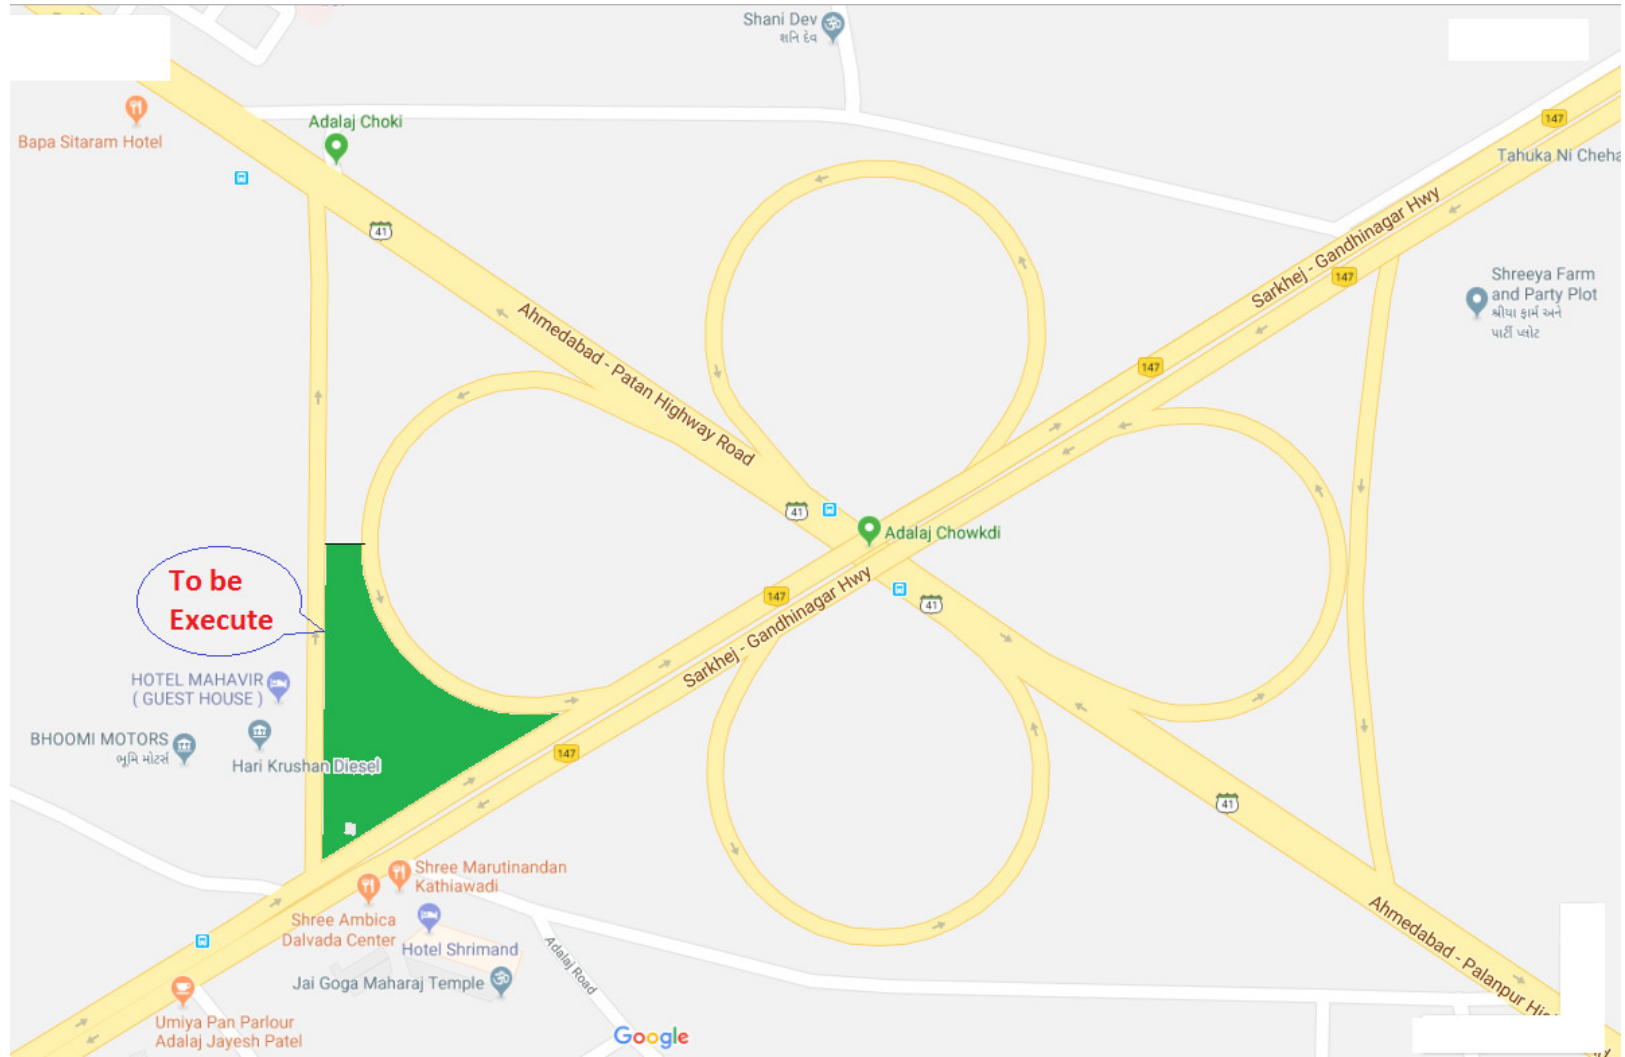 Shani Dev
શનિ દેવ
147
Bapa Sitaram Hotel
Adalaj Choki
Tahuka Ni Cheha
41
Sarkhej - Gandhinagar Hwy
147
Shreeya Farm
and Party Plot
શ્રીયા ફાર્મ અને
પાર્ટી પ્લોટ
Ahmedabad - Patan Highway Road
147
41
Adalaj Chowkdi
To be
Execute
147
41
Sarkhej - Gandhinagar Hwy
HOTEL MAHAVIR
( GUEST HOUSE )
BHOOMI MOTORS
ભૂમિ મોટર્સ
Hari Krushan Diesel
147
41
Shree Marutinandan
Kathiawadi
Shree Ambica
Dalvada Center
Hotel Shrimand
Adalaj Road
Jai Goga Maharaj Temple
Ahmedabad - Palanpur
Umiya Pan Parlour
Adalaj Jayesh Patel
Google